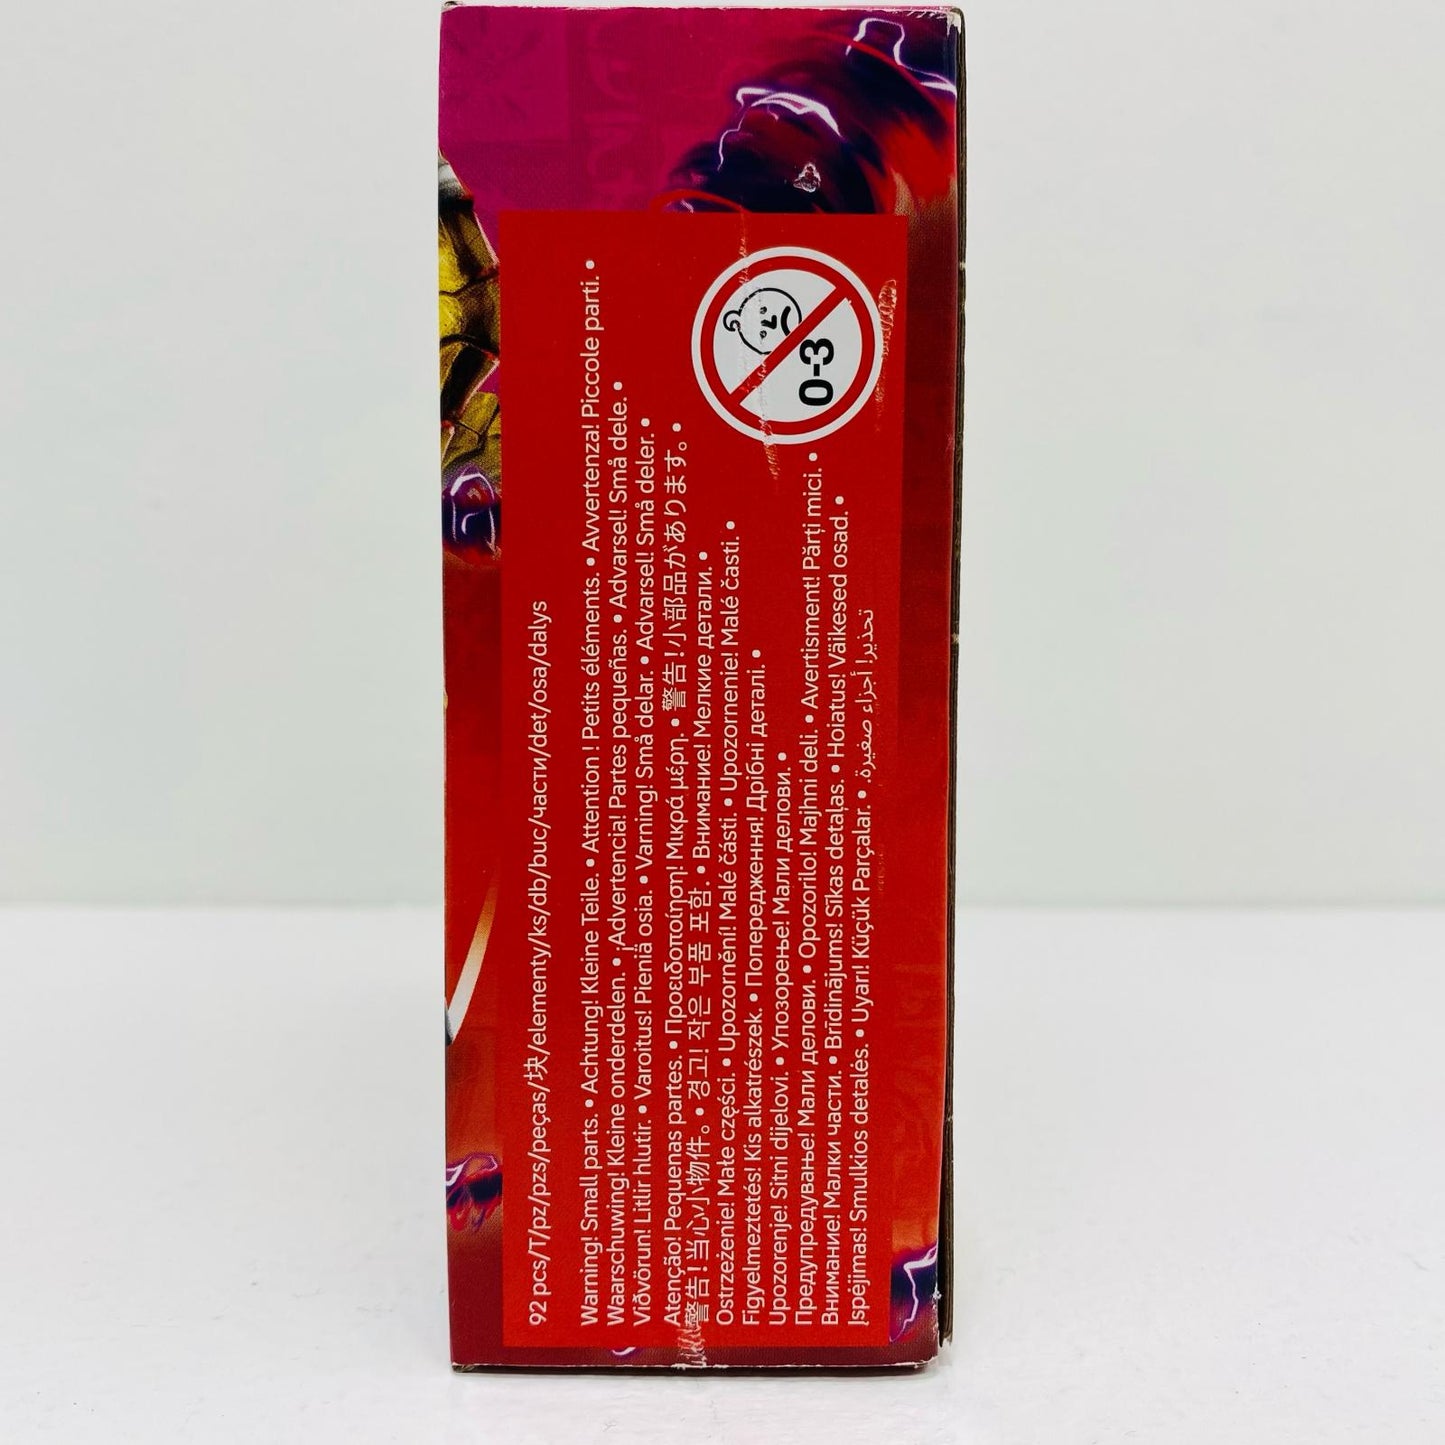 92 pcs/T/pz/pzs/peças/块/elementy/ks/db/buc/части/det/osa/dalys
Warning! Small parts. • Achtung! Kleine Teile. • Attention ! Petits éléments. • Avvertenza! Piccole parti. •
Waarschuwing! Kleine onderdelen. • ¡Advertencia! Partes pequeñas. • Advarsel! Små dele. •
Viðvörun! Litlir hlutir. • Varoitus! Pieniä osia. • Varning! Små delar. • Advarsel! Små deler. •
Atenção! Pequenas partes. • Προειδοποίηση! Μικρά μέρη. • 警告！小部品があります。 •
警告！当心小物件。 • 경고! 작은 부품 포함. • Внимание! Мелкие детали. •
Ostrzeżenie! Małe części. • Upozornění! Malé části. • Upozornenie! Malé časti. •
Figyelmeztetés! Kis alkatrészek. • Попередження! Дрібні деталі. •
Upozorenje! Sitni dijelovi. • Упозорење! Мали делови. •
Предупредување! Мали делови. • Opozorilo! Majhni deli. • Avertisment! Părți mici. •
Внимание! Малки части. • Brīdinājums! Sīkas detaļas. • Hoiatus! Väikesed osad. •
Įspėjimas! Smulkios detalės. • Uyarı! Küçük Parçalar. • تحذير! أجزاء صغيرة.
0-3